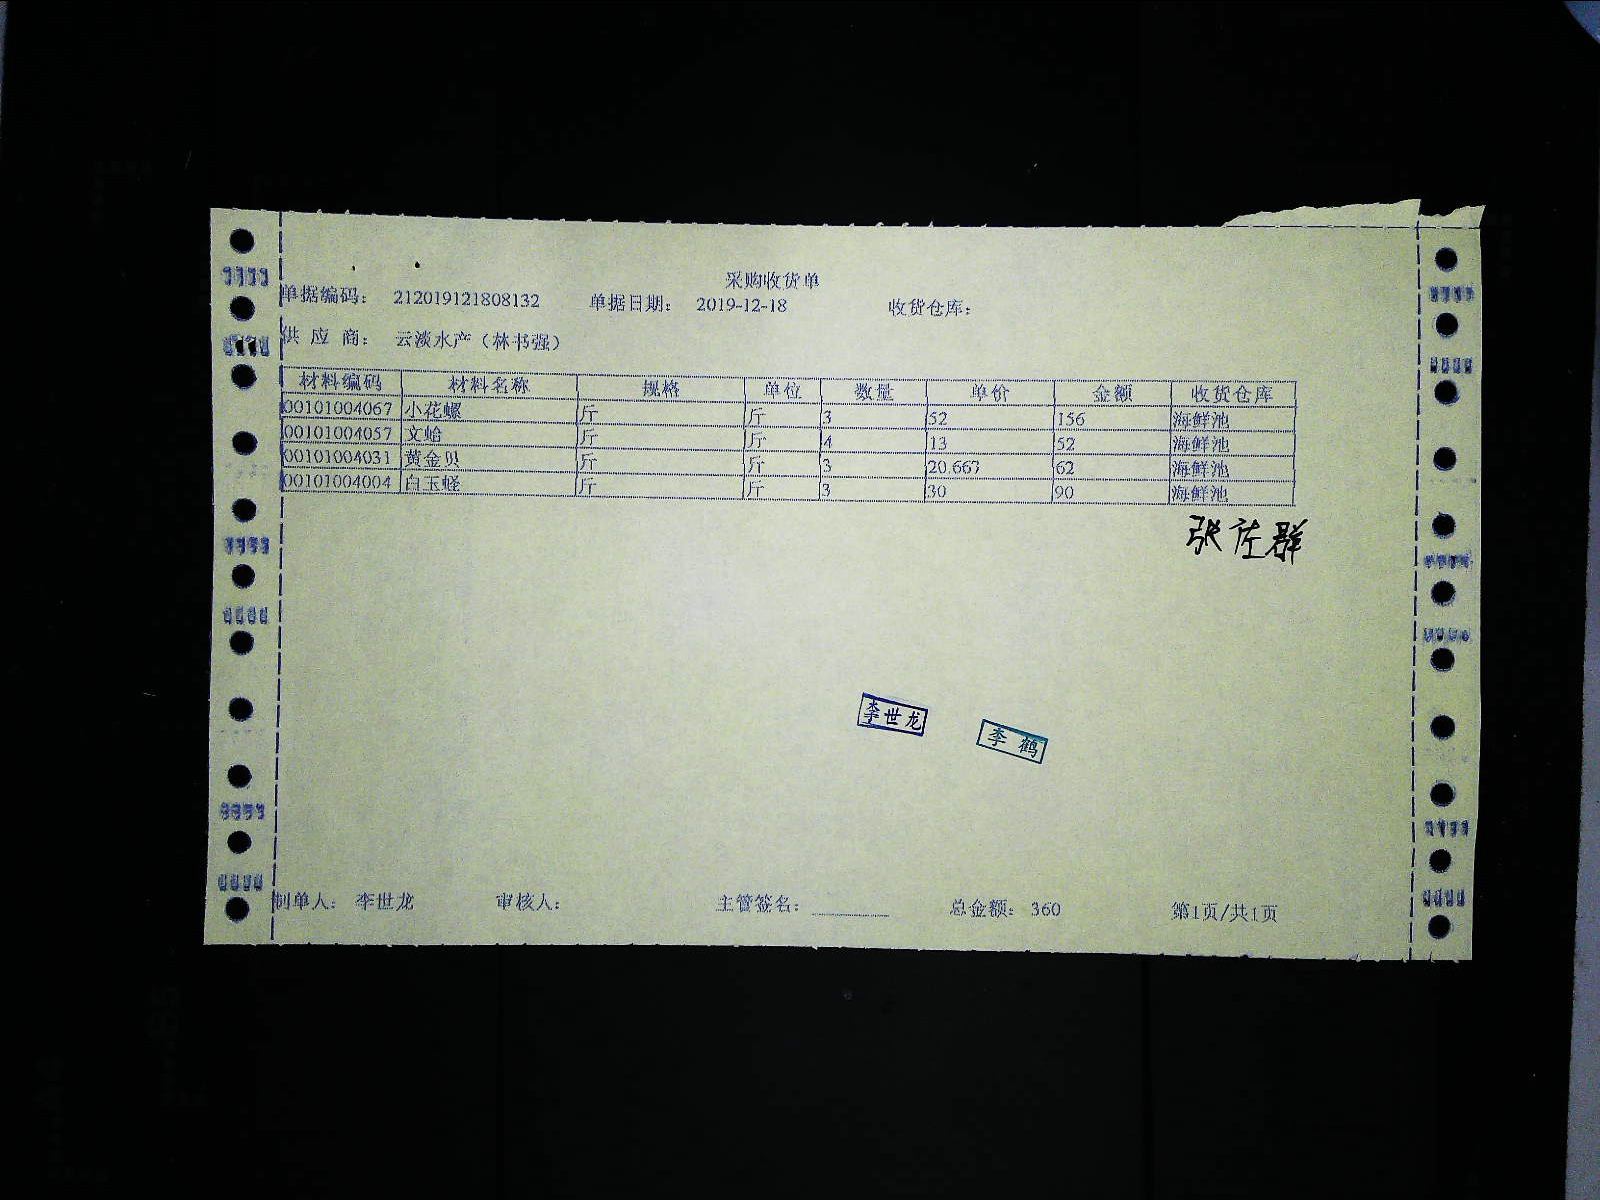 采购收货单
单据编码： 212019121808132 单据日期： 2019-12-18 收货仓库：
供 应 商： 云淡水产（林书强）
材料编码 材料名称 规格 单位 数量 单价 金额 收货仓库
00101004067 小花螺 斤 斤 3 52 156 海鲜池
00101004057 文蛤 斤 斤 4 13 52 海鲜池
00101004031 黄金贝 斤 斤 3 20.667 62 海鲜池
00101004004 白玉蛏 斤 斤 3 30 90 海鲜池
张 群
李世龙
李 鹤
制单人： 李世龙 审核人： 主管签名： 总金额： 360 第1页/共1页